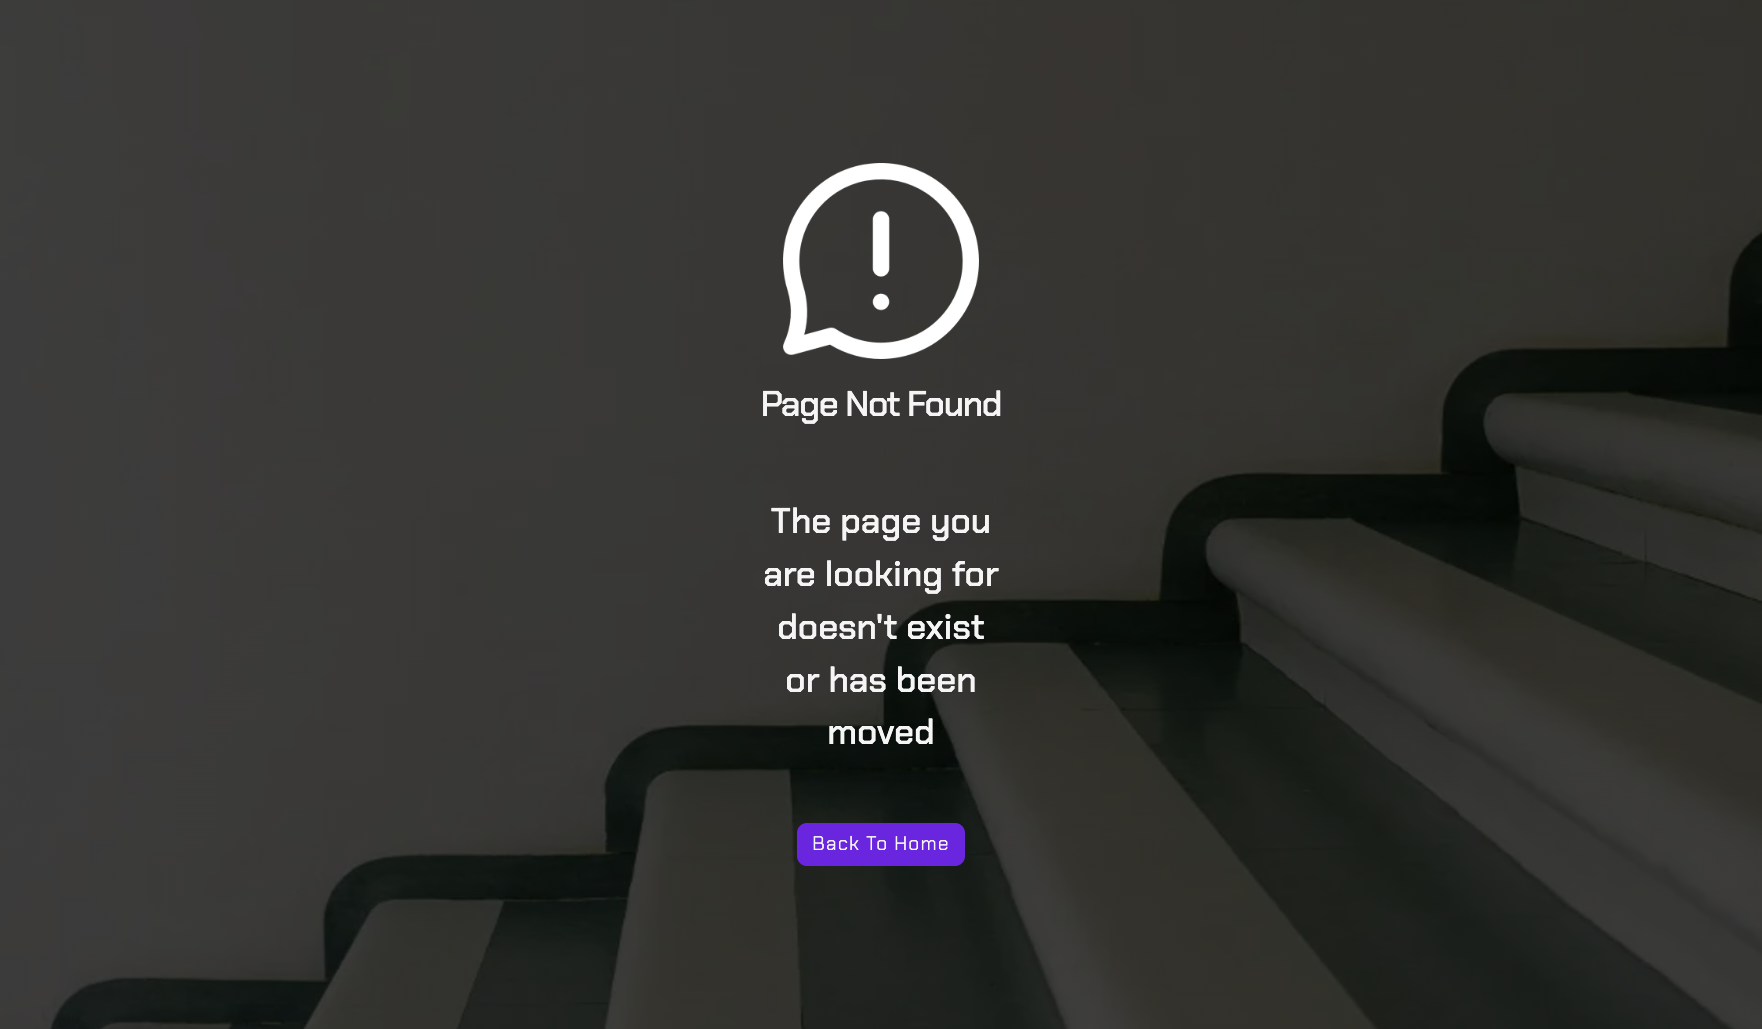 Page Not Found
The page you
are looking for
doesn't exist
or has been
moved
Back To Home